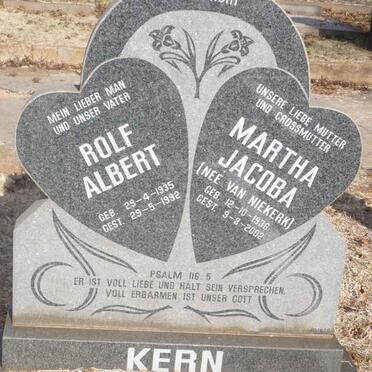 MEIN LIEBER MAN
UND UNSER VATER
ROLF
ALBERT
GEB. 29-4-1935
GEST. 29-5-1992
UNSERE LIEBE MUTTER
UND GROSSMUTTER
MARTHA
JACOBA
(NEE VAN NIEKERK)
GEB. 12-10-1936
GEST. 9-8-2002
PSALM 116:5
ER IST VOLL LIEBE UND HÄLT SEIN VERSPRECHEN,
VOLL ERBARMEN IST UNSER GOTT
KERN